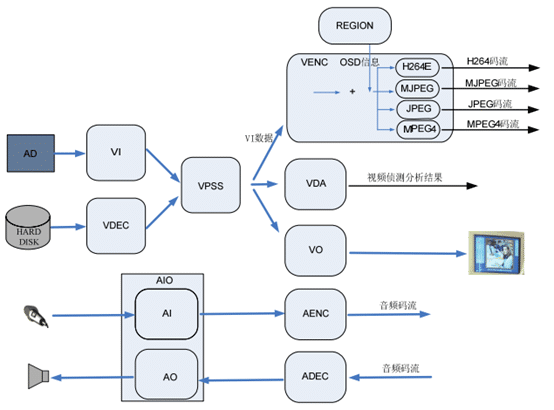 REGION
VENC OSD信息
H264E
H264码流
MJPEG
MJPEG码流
+
JPEG
JPEG码流
MPEG4
MPEG4码流
VI数据
AD
VI
VPSS
VDA
视频侦测分析结果
HARD
DISK
VDEC
VO
AIO
AI
AENC
音频码流
AO
ADEC
音频码流